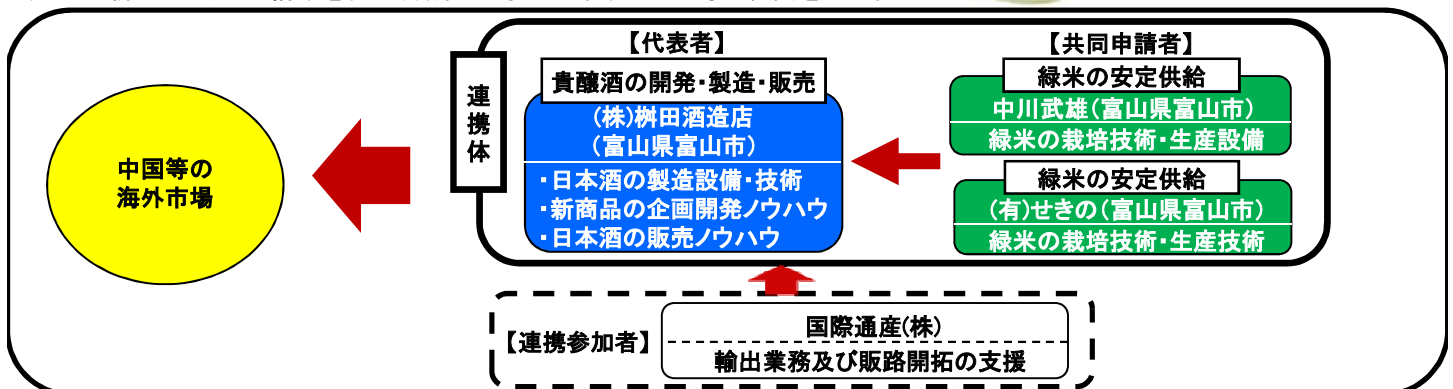 連携体
【代表者】
貴醸酒の開発・製造・販売
(株)桝田酒造店
(富山県富山市)
・日本酒の製造設備・技術
・新商品の企画開発ノウハウ
・日本酒の販売ノウハウ
【共同申請者】
緑米の安定供給
中川武雄(富山県富山市)
緑米の栽培技術・生産設備
緑米の安定供給
(有)せきの(富山県富山市)
緑米の栽培技術・生産技術
中国等の
海外市場
【連携参加者】
国際通産(株)
輸出業務及び販路開拓の支援